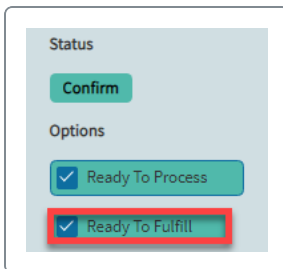 Status
Confirm
Options
Ready To Process
Ready To Fulfill